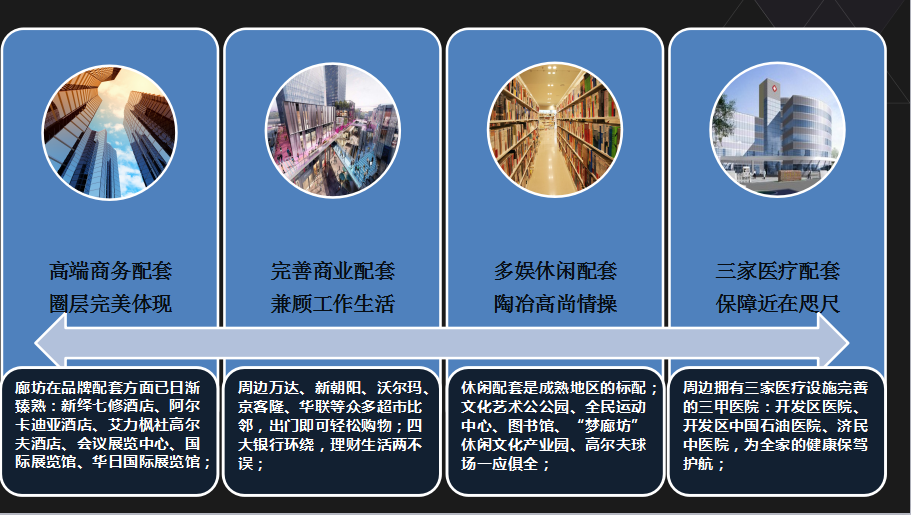 高端商务配套
圈层完美体现
廊坊在品牌配套方面已日渐
臻熟：新绎七修酒店、阿尔
卡迪亚酒店、艾力枫社高尔
夫酒店、会议展览中心、国
际展览馆、华日国际展览馆；
完善商业配套
兼顾工作生活
周边万达、新朝阳、沃尔玛、
京客隆、华联等众多超市比
邻，出门即可轻松购物；四
大银行环绕，理财生活两不
误；
多娱休闲配套
陶冶高尚情操
休闲配套是成熟地区的标配；
文化艺术公公园、全民运动
中心、图书馆、“梦廊坊”
休闲文化产业园、高尔夫球
场一应俱全；
三家医疗配套
保障近在咫尺
周边拥有三家医疗设施完善
的三甲医院：开发区医院、
开发区中国石油医院、济民
中医院，为全家的健康保驾
护航；